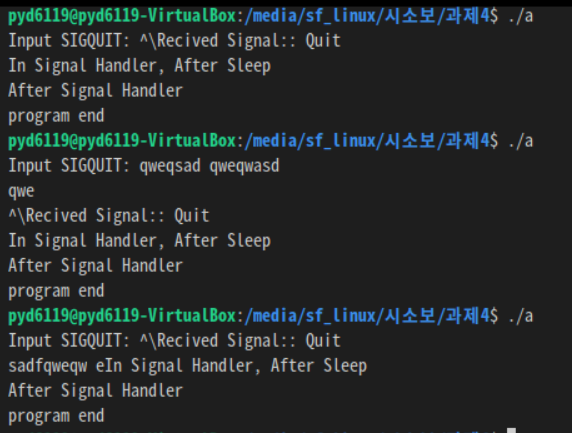 pyd6119@pyd6119-VirtualBox:/media/sf_linux/시소보/과제4$ ./a
Input SIGQUIT: ^\Recived Signal:: Quit
In Signal Handler, After Sleep
After Signal Handler
program end
pyd6119@pyd6119-VirtualBox:/media/sf_linux/시소보/과제4$ ./a
Input SIGQUIT: qweqsad qweqwasd
qwe
^\Recived Signal:: Quit
In Signal Handler, After Sleep
After Signal Handler
program end
pyd6119@pyd6119-VirtualBox:/media/sf_linux/시소보/과제4$ ./a
Input SIGQUIT: ^\Recived Signal:: Quit
sadfqweqw eIn Signal Handler, After Sleep
After Signal Handler
program end